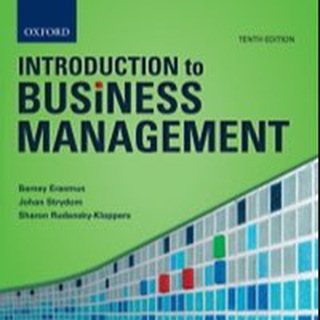 OXFORD
TENTH EDITION
INTRODUCTION to
BUSINESS
MANAGEMENT
Barney Erasmus
Johan Strydom
Sharon Rudansky-Kloppers